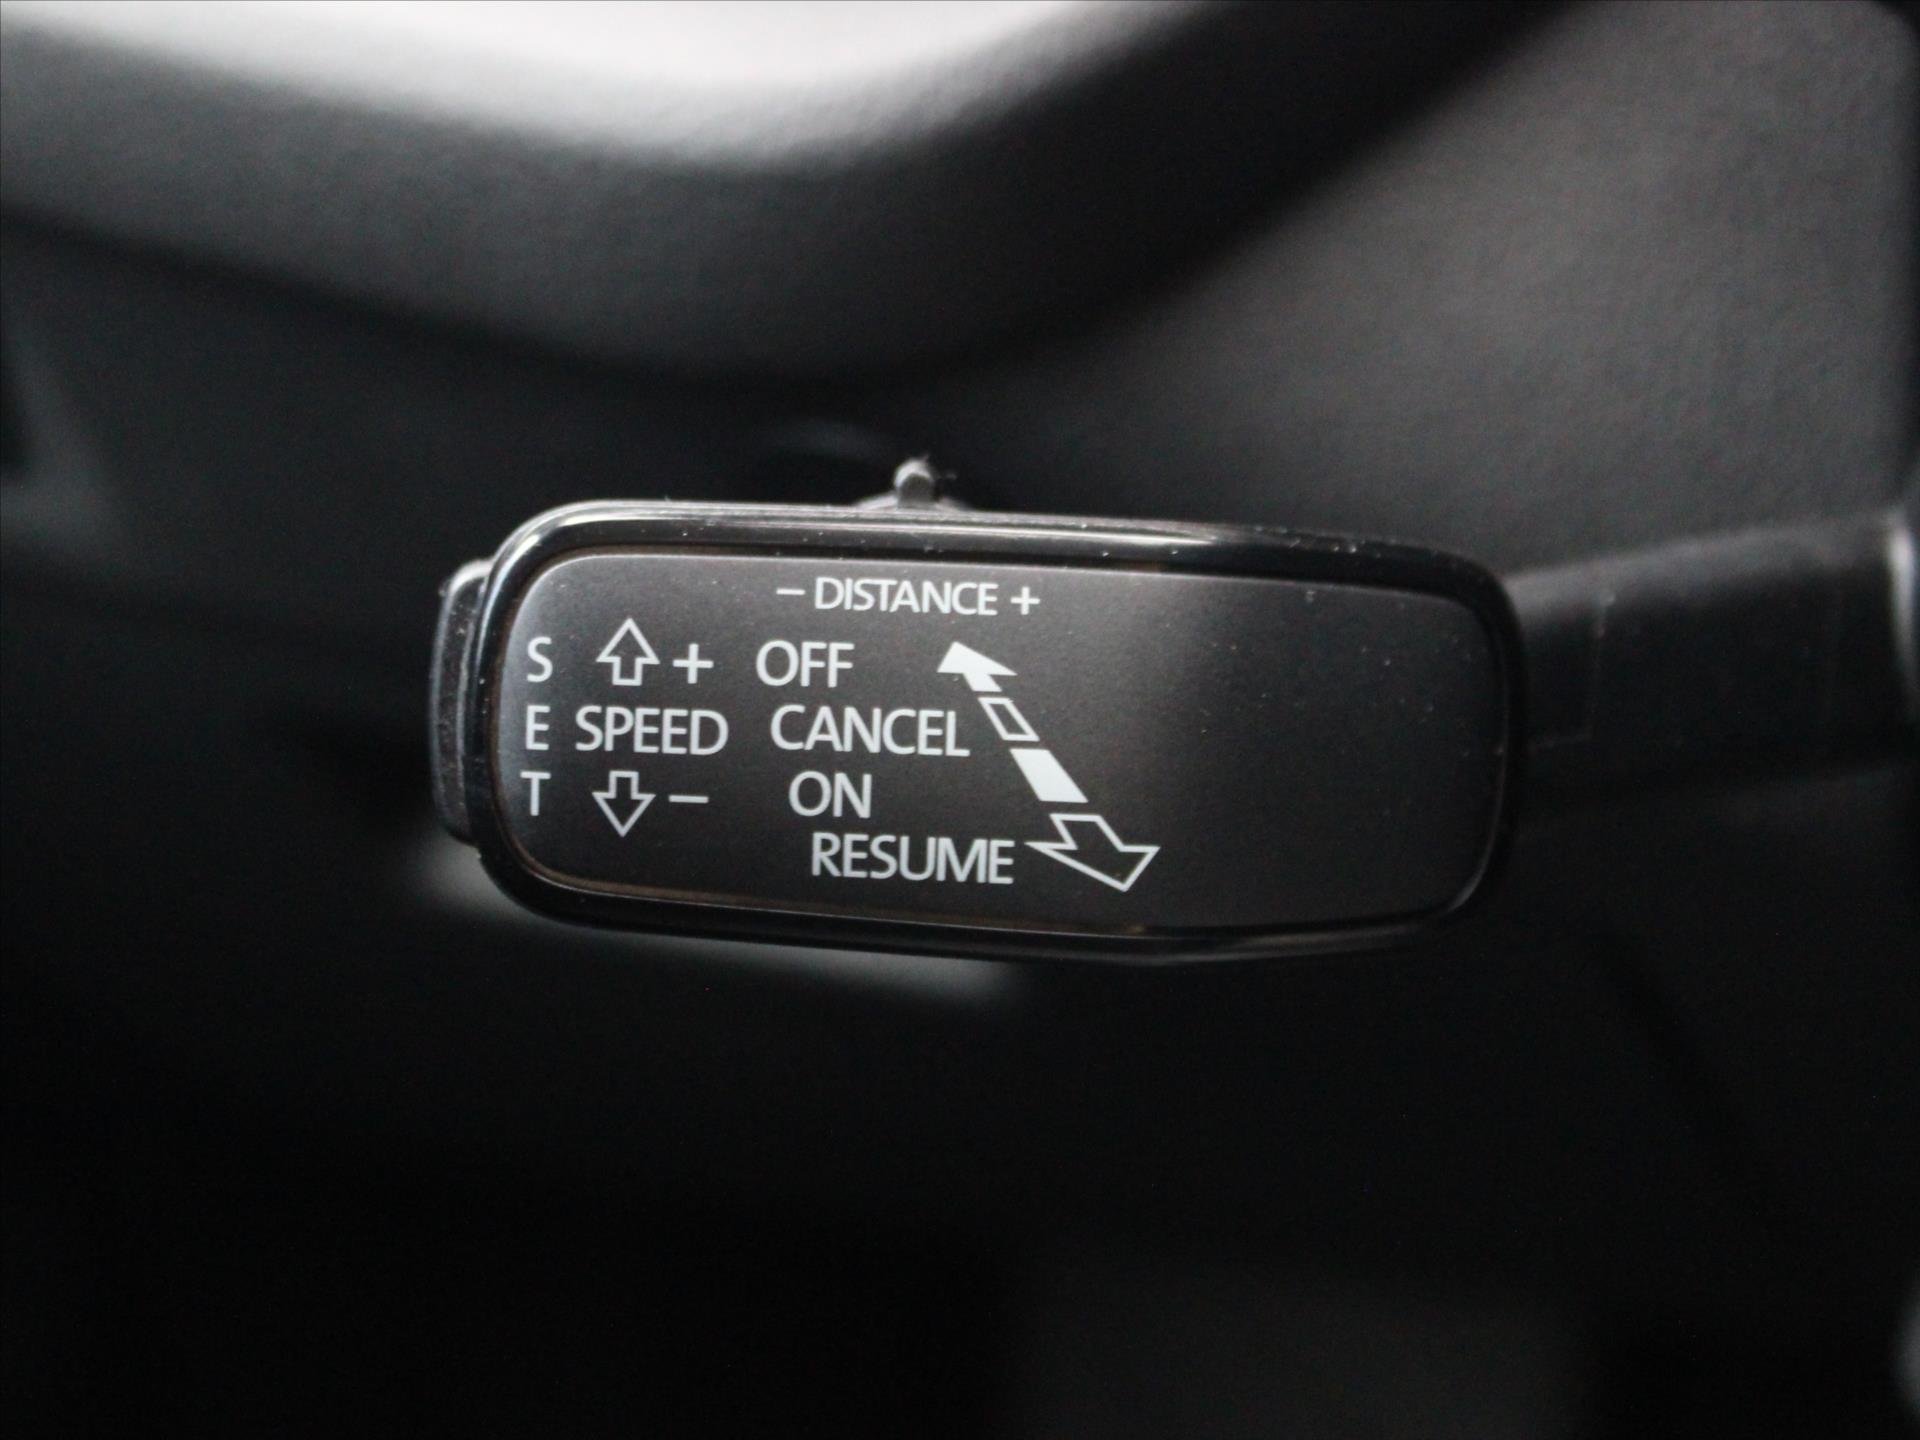 – DISTANCE +
S + OFF
E SPEED CANCEL
T – ON
RESUME